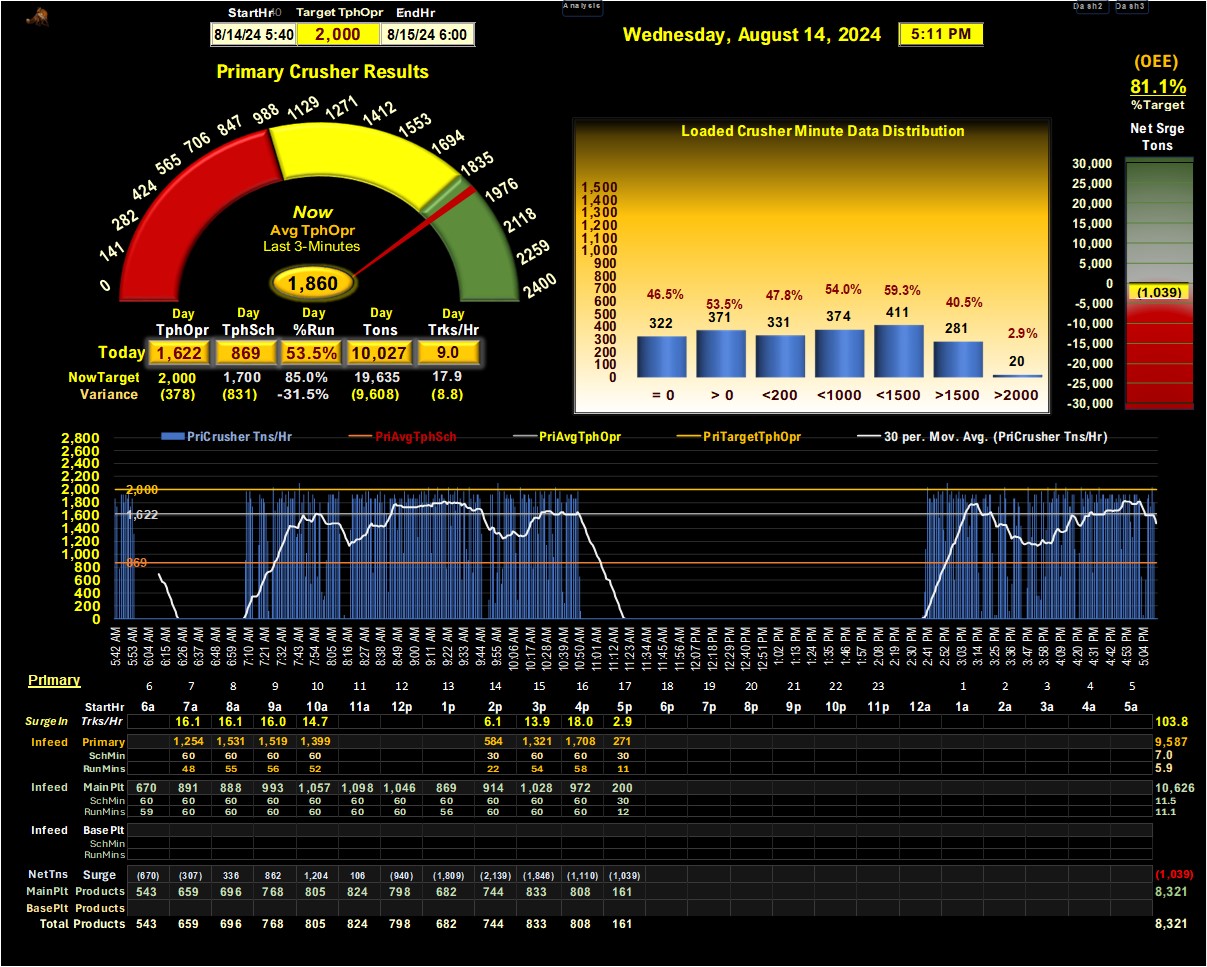 Analysis
Dash2 Dash3
StartHr Target TphOpr EndHr
8/14/24 5:40 2,000 8/15/24 6:00
Wednesday, August 14, 2024 5:11 PM
Primary Crusher Results
0 141 282 424 565 706 847 988 1129 1271 1412 1553 1694 1835 1976 2118 2259 2400
Now
Avg TphOpr
Last 3-Minutes
1,860
Day Day Day Day Day
TphOpr TphSch %Run Tons Trks/Hr
Today 1,622 869 53.5% 10,027 9.0
NowTarget 2,000 1,700 85.0% 19,635 17.9
Variance (378) (831) -31.5% (9,608) (8.8)
Loaded Crusher Minute Data Distribution
1,500
1,400
1,300
1,200
1,100
1,000
900
800
700
600
500
400
300
200
100
0
46.5% 53.5% 47.8% 54.0% 59.3% 40.5% 2.9%
322 371 331 374 411 281 20
= 0 > 0 <200 <1000 <1500 >1500 >2000
(OEE)
81.1%
%Target
Net Srge
Tons
30,000
25,000
20,000
15,000
10,000
5,000
0
(1,039)
-5,000
-10,000
-15,000
-20,000
-25,000
-30,000
PriCrusher Tns/Hr PriAvgTphSch PriAvgTphOpr PriTargetTphOpr 30 per. Mov. Avg. (PriCrusher Tns/Hr)
2,800
2,600
2,400
2,200
2,000
1,800
1,600
1,400
1,200
1,000
800
600
400
200
0
2,000
1,622
869
5:42 AM 5:53 AM 6:04 AM 6:15 AM 6:26 AM 6:37 AM 6:48 AM 6:59 AM 7:10 AM 7:21 AM 7:32 AM 7:43 AM 7:54 AM 8:05 AM 8:16 AM 8:27 AM 8:38 AM 8:49 AM 9:00 AM 9:11 AM 9:22 AM 9:33 AM 9:44 AM 9:55 AM 10:06 AM 10:17 AM 10:28 AM 10:39 AM 10:50 AM 11:01 AM 11:12 AM 11:23 AM 11:34 AM 11:45 AM 11:56 AM 12:07 PM 12:18 PM 12:29 PM 12:40 PM 12:51 PM 1:02 PM 1:13 PM 1:24 PM 1:35 PM 1:46 PM 1:57 PM 2:08 PM 2:19 PM 2:30 PM 2:41 PM 2:52 PM 3:03 PM 3:14 PM 3:25 PM 3:36 PM 3:47 PM 3:58 PM 4:09 PM 4:20 PM 4:31 PM 4:42 PM 4:53 PM 5:04 PM
Primary
6 7 8 9 10 11 12 13 14 15 16 17 18 19 20 21 22 23 1 2 3 4 5
StartHr 6a 7a 8a 9a 10a 11a 12p 1p 2p 3p 4p 5p 6p 7p 8p 9p 10p 11p 12a 1a 2a 3a 4a 5a
SurgeIn Trks/Hr 16.1 16.1 16.0 14.7 6.1 13.9 18.0 2.9 103.8
Infeed Primary 1,254 1,531 1,519 1,399 584 1,321 1,708 271 9,587
SchMin 60 60 60 60 30 60 60 30 7.0
RunMins 48 55 56 52 22 54 58 11 5.9
Infeed MainPlt 670 891 888 993 1,057 1,098 1,046 869 914 1,028 972 200 10,626
SchMin 60 60 60 60 60 60 60 60 60 60 60 30 11.5
RunMins 59 60 60 60 60 60 60 56 60 60 60 12 11.1
Infeed Base Plt
SchMin
RunMins
NetTns Surge (670) (307) 336 862 1,204 106 (940) (1,809) (2,139) (1,846) (1,110) (1,039) (1,039)
MainPlt Products 543 659 696 768 805 824 798 682 744 833 808 161 8,321
BasePlt Products
Total Products 543 659 696 768 805 824 798 682 744 833 808 161 8,321